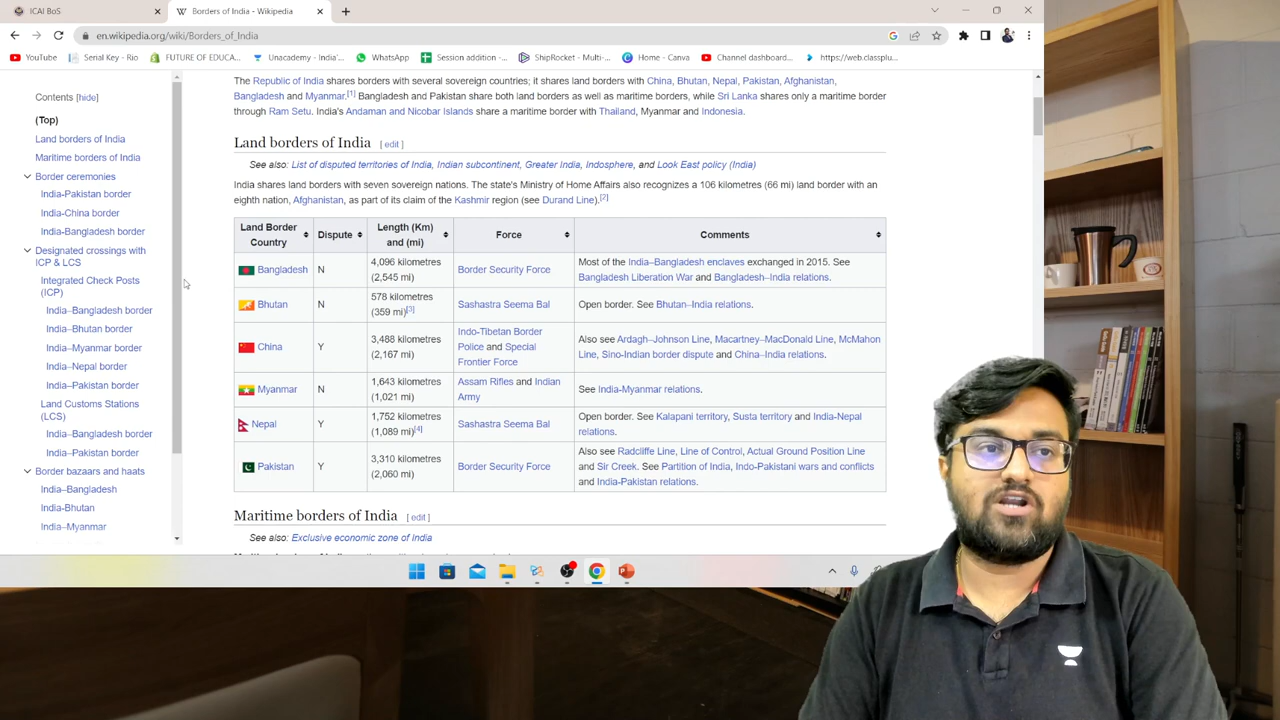 ICAI BoS
Borders of India - Wikipedia
en.wikipedia.org/wiki/Borders_of_India
YouTube Serial Key - Rio FUTURE OF EDUCA... Unacademy - India'... WhatsApp Session addition -... ShipRocket - Multi-... Home - Canva Channel dashboard... https://web.classplu...
Contents [hide]
(Top)
Land borders of India
Maritime borders of India
Border ceremonies
India-Pakistan border
India-China border
India-Bangladesh border
Designated crossings with
ICP & LCS
Integrated Check Posts
(ICP)
India–Bangladesh border
India–Bhutan border
India–Myanmar border
India–Nepal border
India–Pakistan border
Land Customs Stations
(LCS)
India–Bangladesh border
India–Pakistan border
Border bazaars and haats
India–Bangladesh
India-Bhutan
India–Myanmar
The Republic of India shares borders with several sovereign countries; it shares land borders with China, Bhutan, Nepal, Pakistan, Afghanistan,
Bangladesh and Myanmar.[1] Bangladesh and Pakistan share both land borders as well as maritime borders, while Sri Lanka shares only a maritime border
through Ram Setu. India's Andaman and Nicobar Islands share a maritime border with Thailand, Myanmar and Indonesia.
Land borders of India [ edit ]
See also: List of disputed territories of India, Indian subcontinent, Greater India, Indosphere, and Look East policy (India)
India shares land borders with seven sovereign nations. The state's Ministry of Home Affairs also recognizes a 106 kilometres (66 mi) land border with an
eighth nation, Afghanistan, as part of its claim of the Kashmir region (see Durand Line).[2]
Land Border
Country
Dispute
Length (Km)
and (mi)
Force
Comments
Bangladesh
N
4,096 kilometres
(2,545 mi)
Border Security Force
Most of the India–Bangladesh enclaves exchanged in 2015. See
Bangladesh Liberation War and Bangladesh–India relations.
Bhutan
N
578 kilometres
(359 mi)[3]
Sashastra Seema Bal
Open border. See Bhutan–India relations.
China
Y
3,488 kilometres
(2,167 mi)
Indo-Tibetan Border
Police and Special
Frontier Force
Also see Ardagh–Johnson Line, Macartney–MacDonald Line, McMahon
Line, Sino-Indian border dispute and China–India relations.
Myanmar
N
1,643 kilometres
(1,021 mi)
Assam Rifles and Indian
Army
See India-Myanmar relations.
Nepal
Y
1,752 kilometres
(1,089 mi)[4]
Sashastra Seema Bal
Open border. See Kalapani territory, Susta territory and India-Nepal
relations.
Pakistan
Y
3,310 kilometres
(2,060 mi)
Border Security Force
Also see Radcliffe Line, Line of Control, Actual Ground Position Line
and Sir Creek. See Partition of India, Indo-Pakistani wars and conflicts
and India-Pakistan relations.
Maritime borders of India [ edit ]
See also: Exclusive economic zone of India